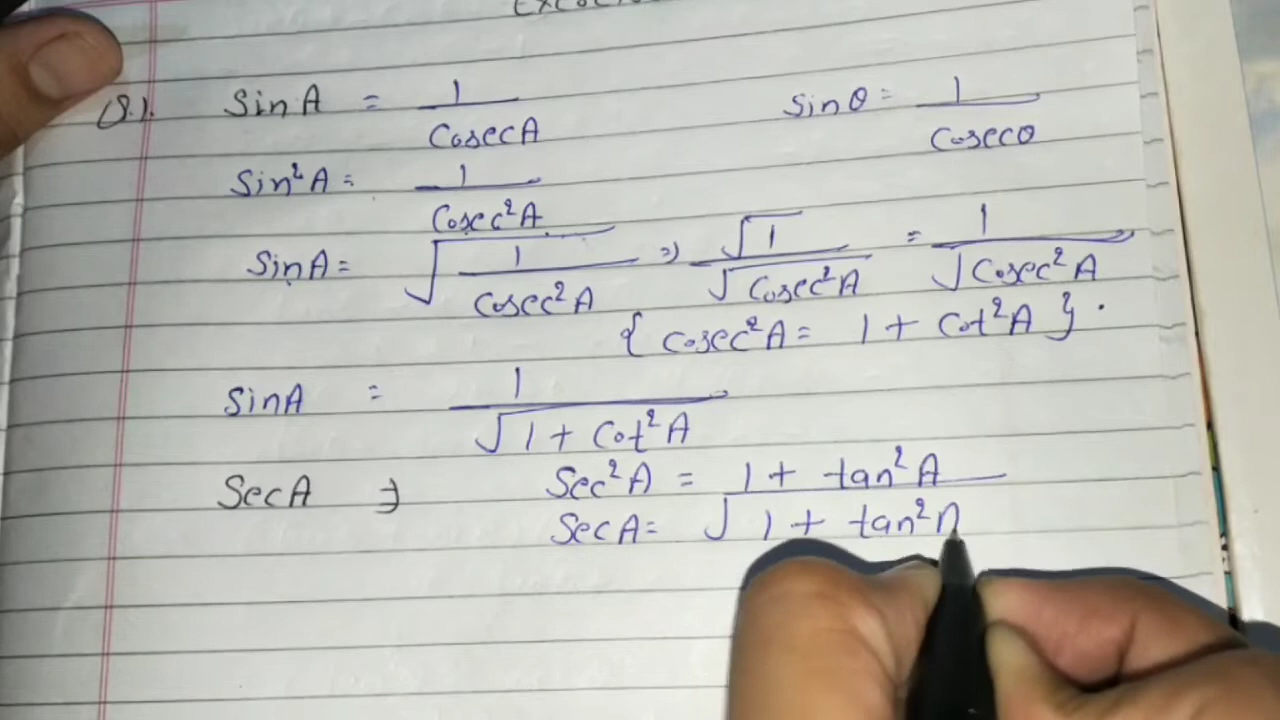 Q.1. Sin A = 1 / Cosec A    Sin θ = 1 / Cosec θ
Sin²A = 1 / Cosec²A
Sin A = √(1 / Cosec²A) ⇒ √1 / √Cosec²A = 1 / √Cosec²A
{ Cosec²A = 1 + Cot²A } .
Sin A = 1 / √1 + Cot²A
Sec A ⇒ Sec²A = 1 + tan²A
Sec A = √1 + tan²A